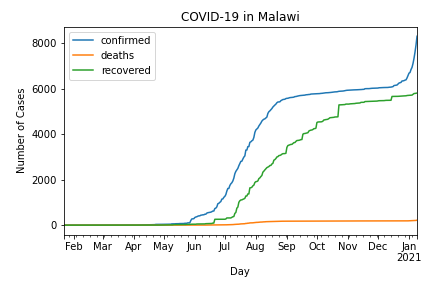 COVID-19 in Malawi
confirmed
deaths
recovered
Number of Cases
8000
6000
4000
2000
0
Feb Mar Apr May Jun Jul Aug Sep Oct Nov Dec Jan
2021
Day